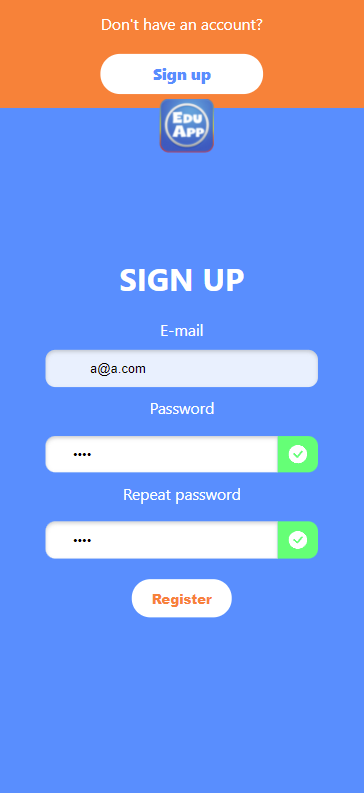 Don't have an account?
Sign up
EDU
APP
SIGN UP
E-mail
a@a.com
Password
••••
Repeat password
••••
Register